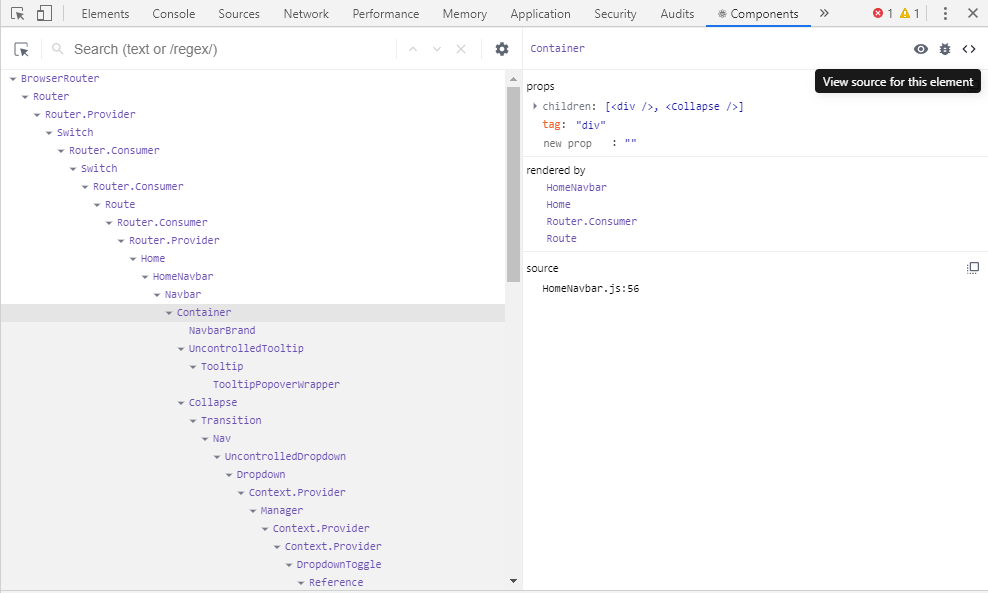 Elements Console Sources Network Performance Memory Application Security Audits Components » 1 1
Search (text or /regex/)
Container
View source for this element
BrowserRouter
Router
Router.Provider
Switch
Router.Consumer
Switch
Router.Consumer
Route
Router.Consumer
Router.Provider
Home
HomeNavbar
Navbar
Container
NavbarBrand
UncontrolledTooltip
Tooltip
TooltipPopoverWrapper
Collapse
Transition
Nav
UncontrolledDropdown
Dropdown
Context.Provider
Manager
Context.Provider
Context.Provider
DropdownToggle
Reference
props
children: [<div />, <Collapse />]
tag: "div"
new prop : ""
rendered by
HomeNavbar
Home
Router.Consumer
Route
source
HomeNavbar.js:56